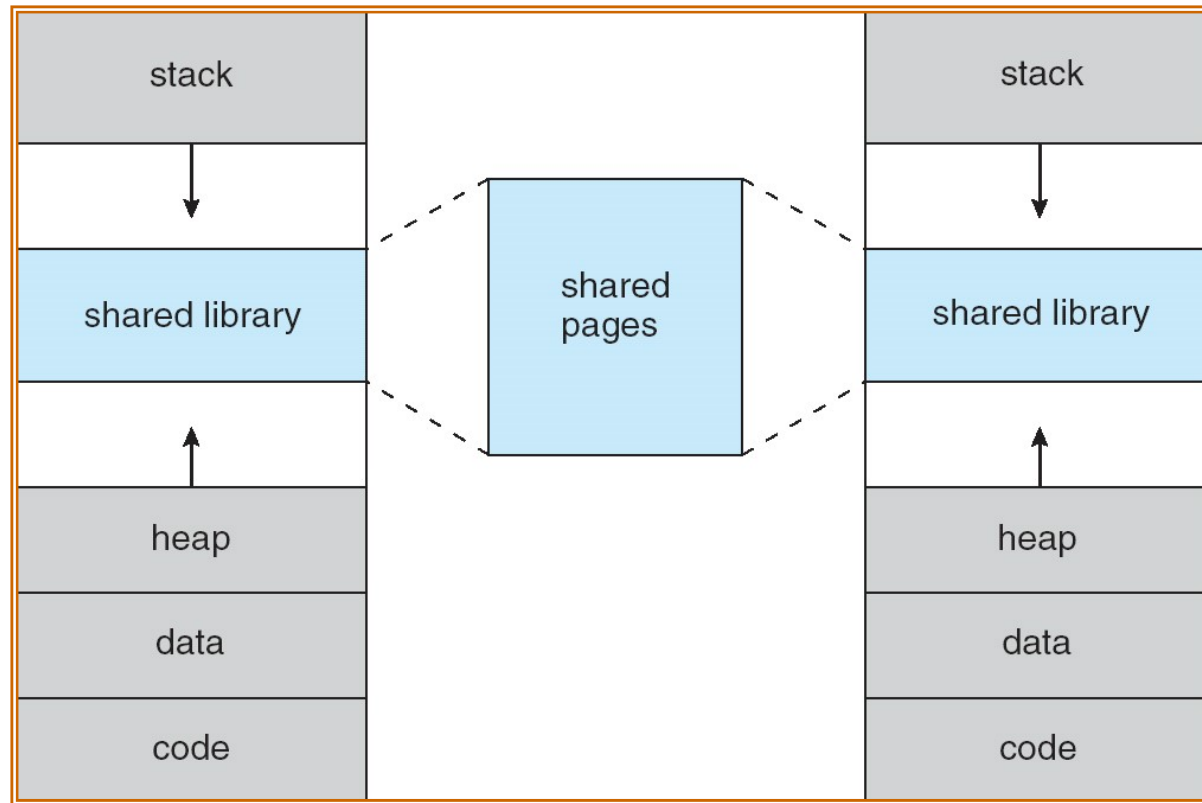 stack
shared library
heap
data
code
shared
pages
stack
shared library
heap
data
code